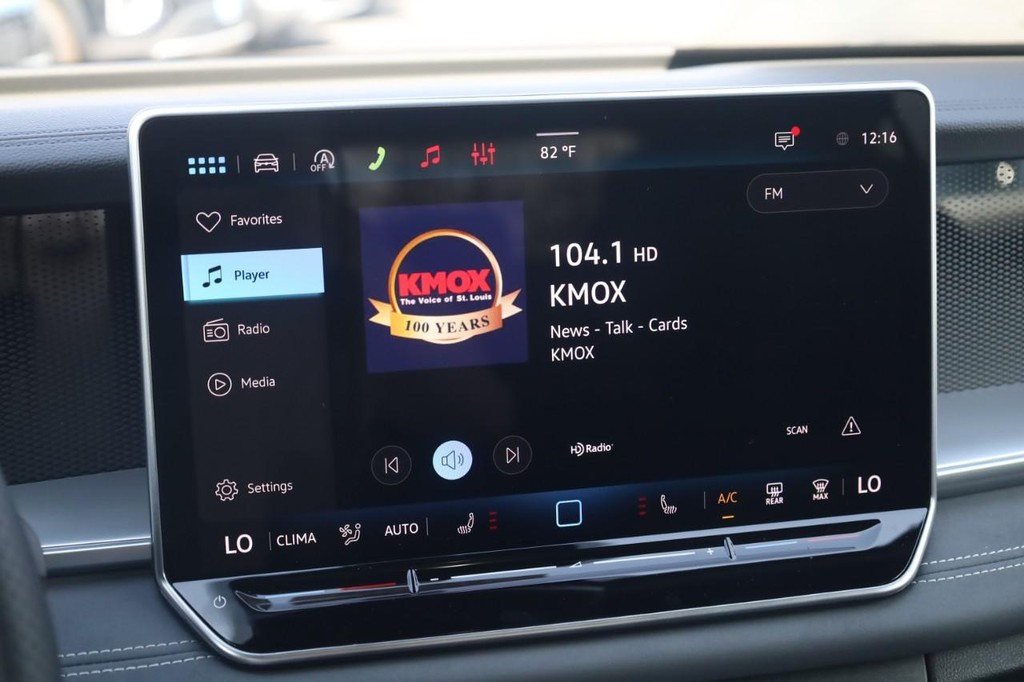 A
OFF
82 °F
12:16
FM
Favorites
Player
Radio
Media
Settings
KMOX
The Voice of St. Louis
100 YEARS
104.1 HD
KMOX
News - Talk - Cards
KMOX
HD Radio
SCAN
LO
CLIMA
AUTO
A/C
REAR
MAX
LO
- +